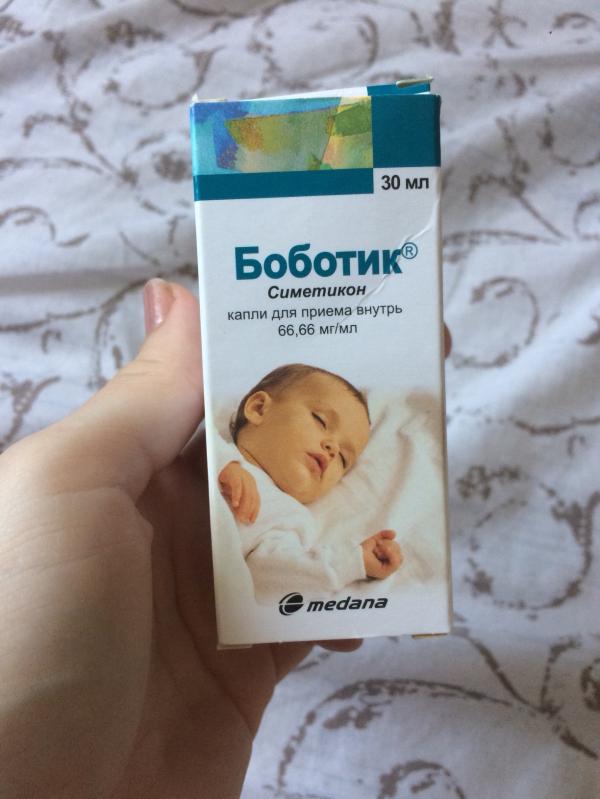 30 мл
Боботик®
Симетикон
капли для приема внутрь
66,66 мг/мл
medana